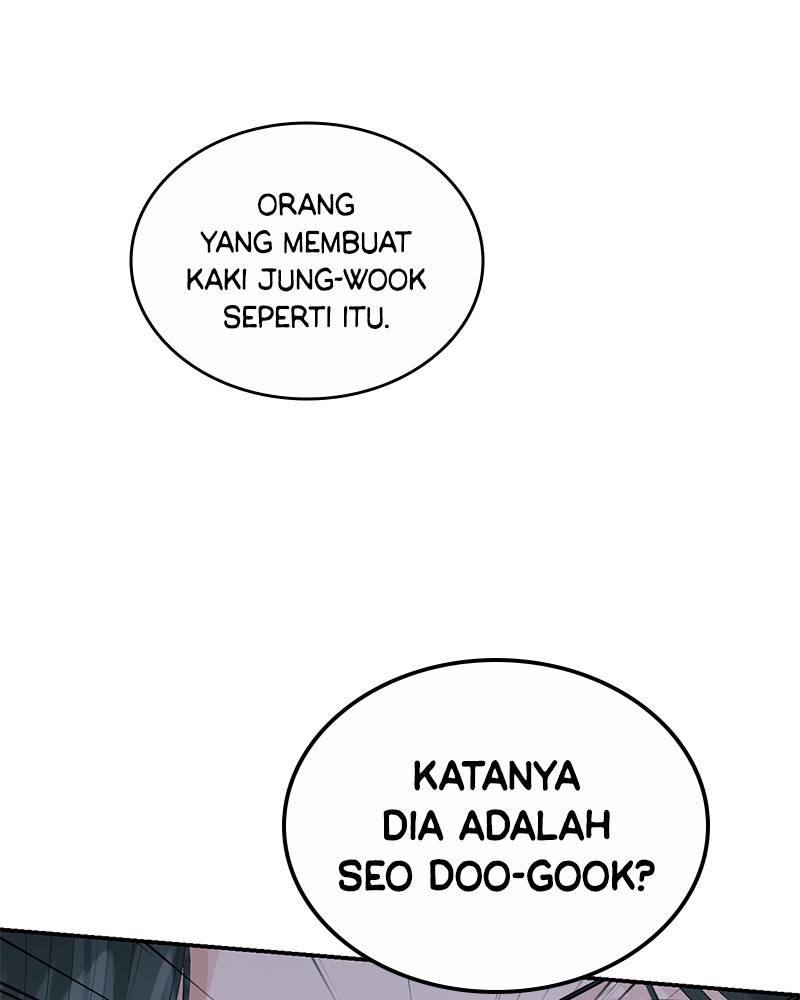 ORANG
YANG MEMBUAT
KAKI JUNG-WOOK
SEPERTI ITU.
KATANYA
DIA ADALAH
SEO DOO-GOOK?